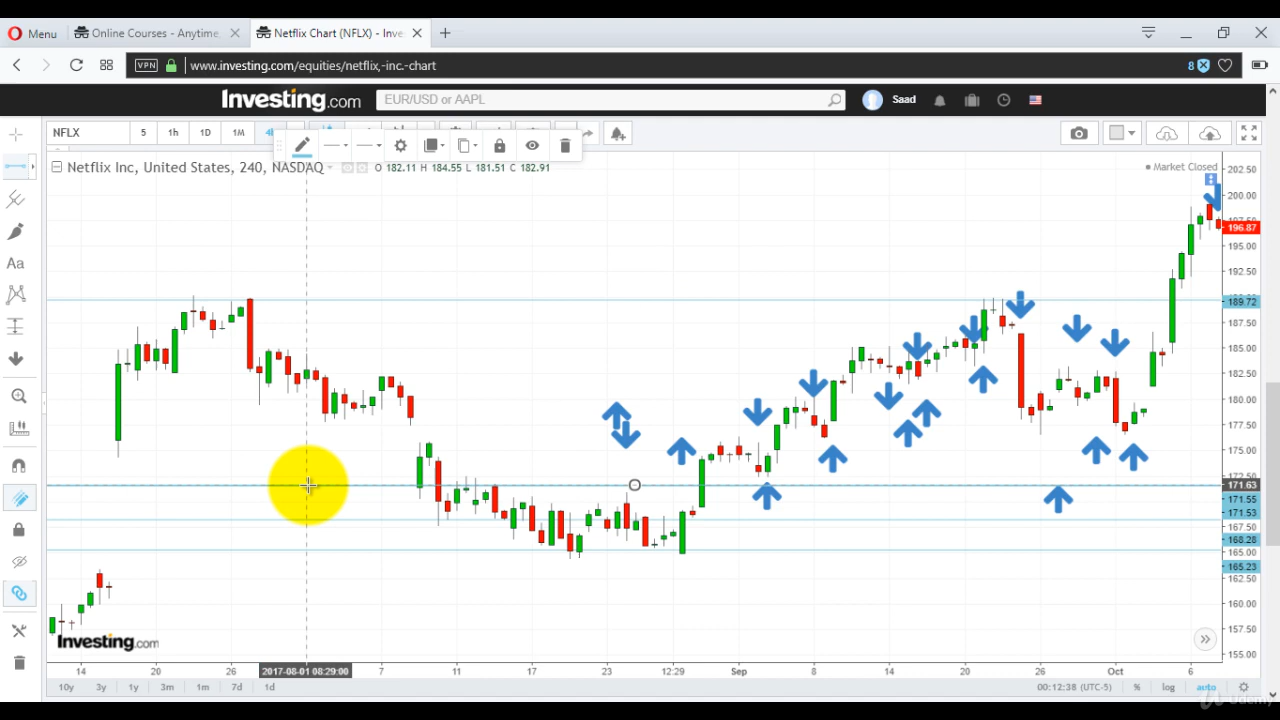 Menu
Online Courses - Anytime,
Netflix Chart (NFLX) - Inve
VPN
www.investing.com/equities/netflix,-inc.-chart
8
Investing.com
EUR/USD or AAPL
Saad
NFLX
5
1h
1D
1M
Netflix Inc, United States, 240, NASDAQ
O 182.11 H 184.55 L 181.51 C 182.91
Market Closed
Aa
202.50
200.00
196.87
195.00
192.50
189.72
187.50
185.00
182.50
180.00
177.50
175.00
172.50
171.63
171.55
171.53
168.28
167.50
165.00
165.23
162.50
160.00
157.50
155.00
Investing.com
14
20
26
2017-08-01 08:29:00
7
11
17
23
12:29
Sep
8
14
20
26
Oct
6
10y
3y
1y
3m
1m
7d
1d
00:12:38 (UTC-5)
%
log
auto
Udemy